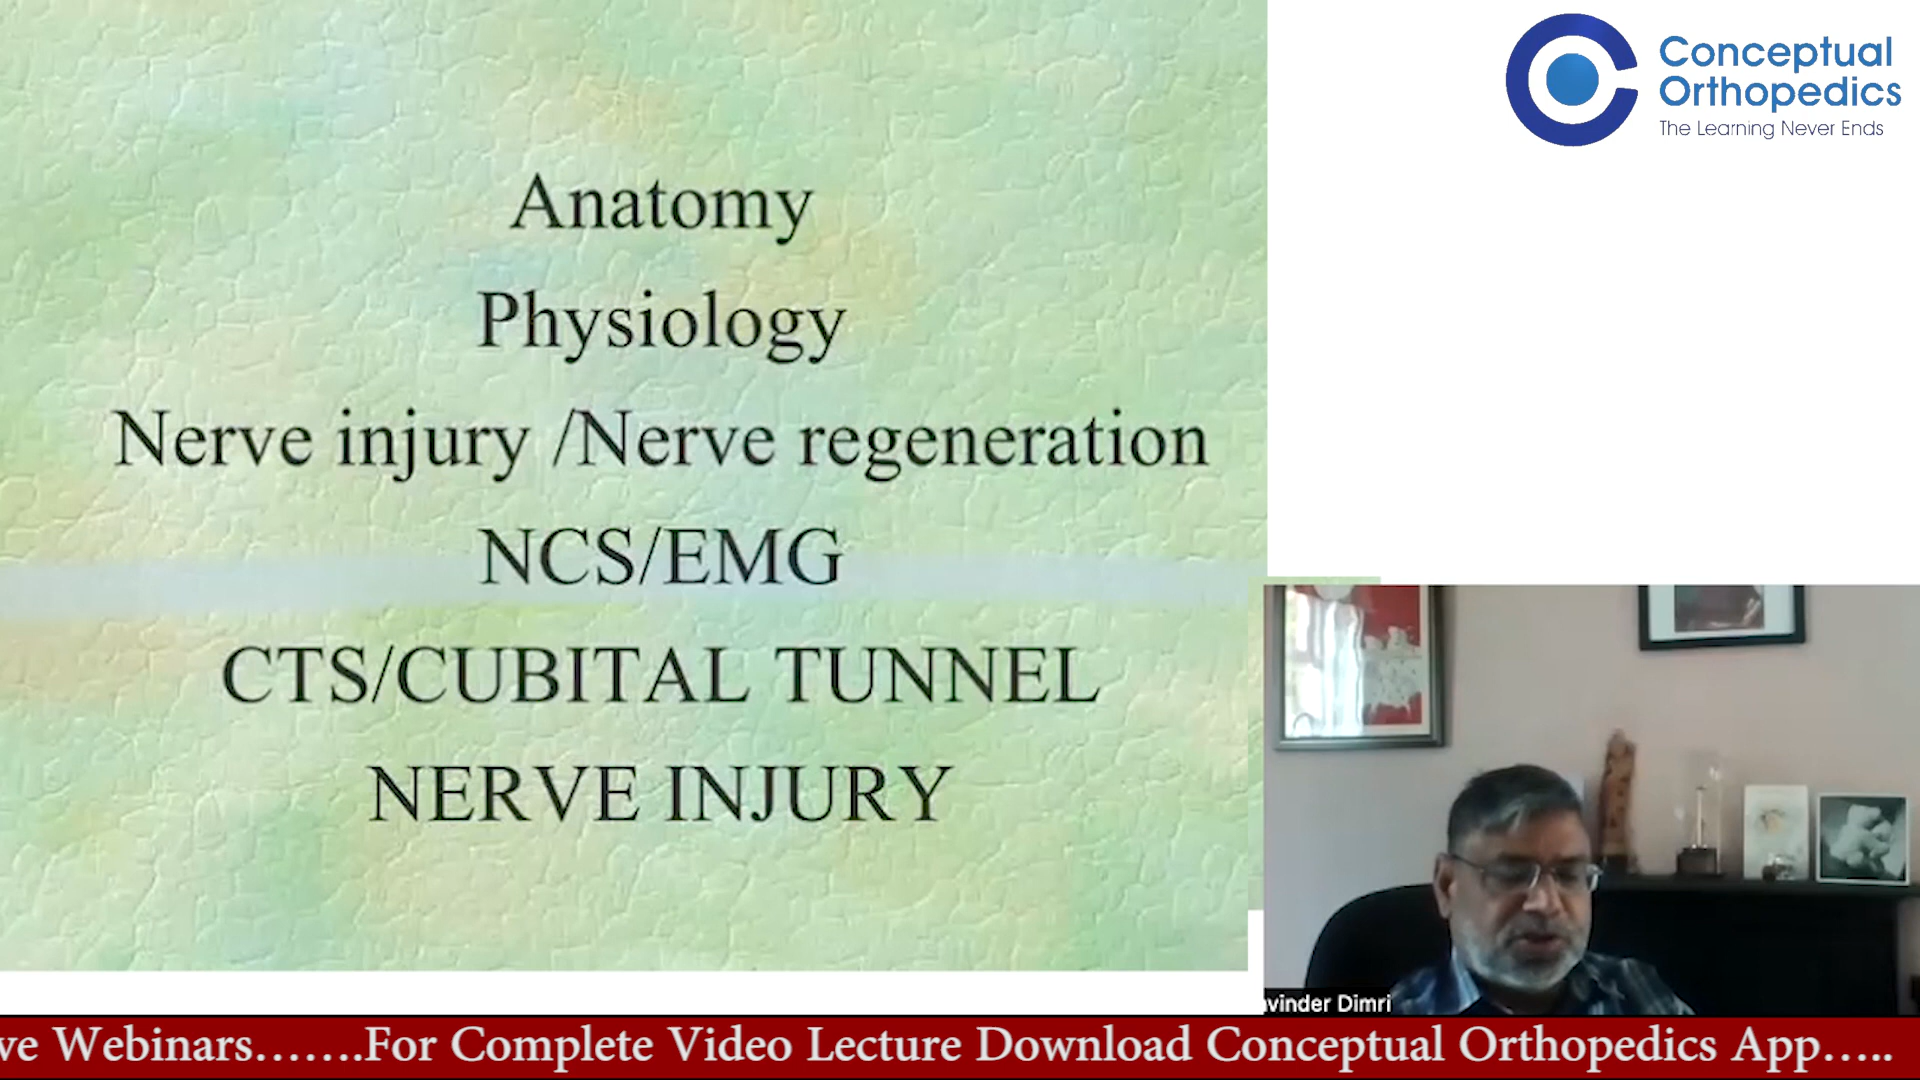 Conceptual
Orthopedics
The Learning Never Ends
Anatomy
Physiology
Nerve injury /Nerve regeneration
NCS/EMG
CTS/CUBITAL TUNNEL
NERVE INJURY
vinder Dimri
ve Webinars.......For Complete Video Lecture Download Conceptual Orthopedics App.....